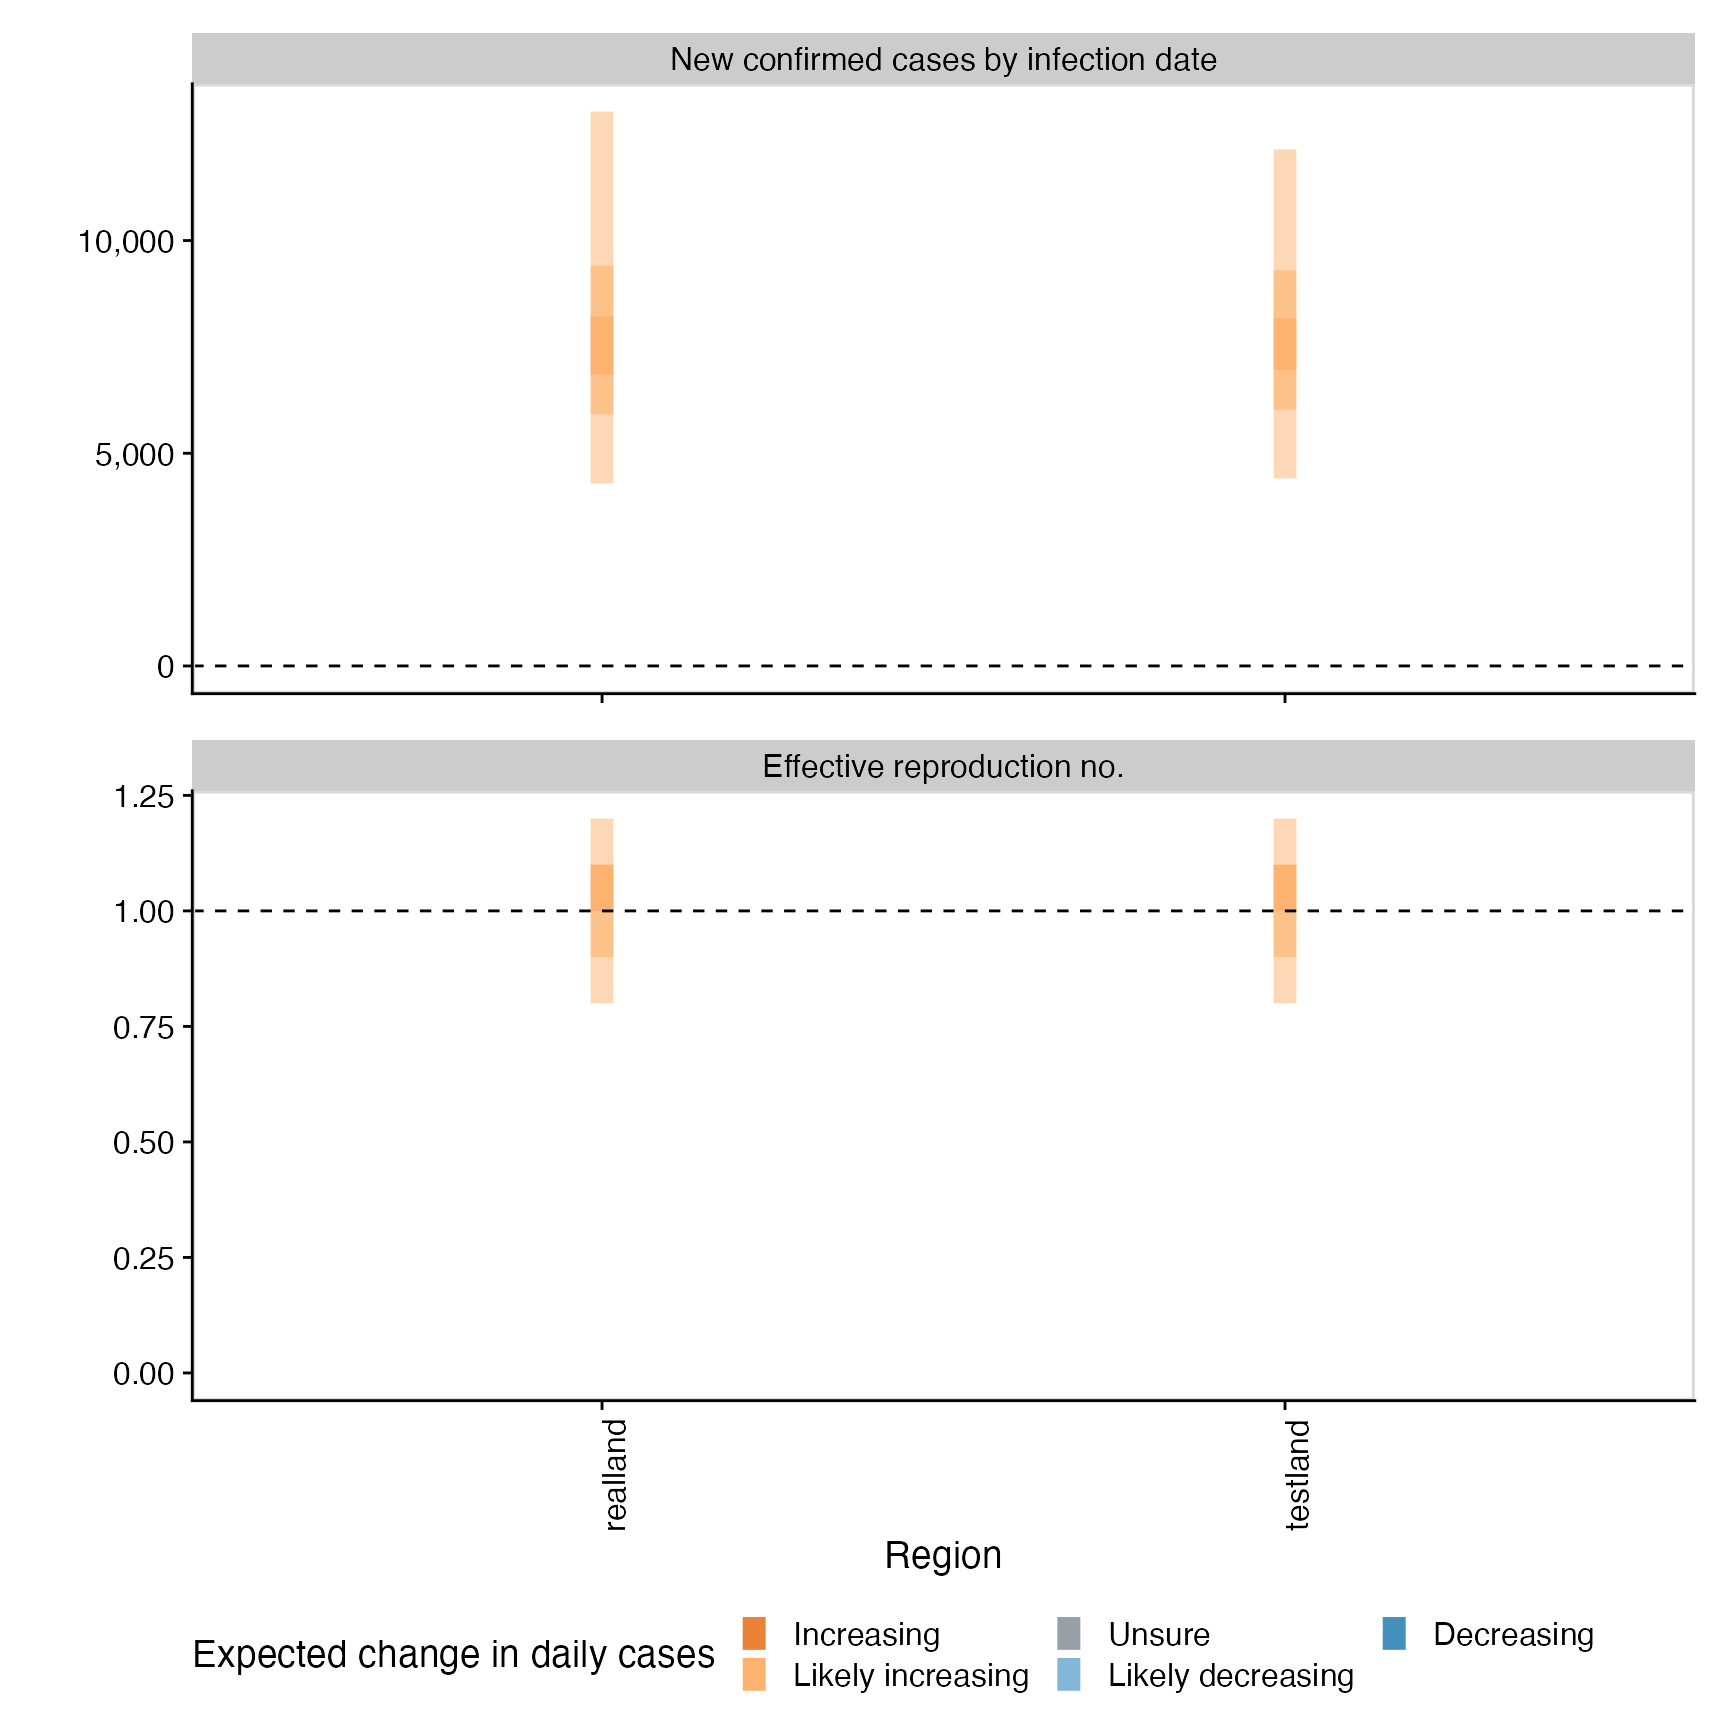 New confirmed cases by infection date
10,000
5,000
0
Effective reproduction no.
1.25
1.00
0.75
0.50
0.25
0.00
realland
testland
Region
Expected change in daily cases
Increasing
Likely increasing
Unsure
Likely decreasing
Decreasing